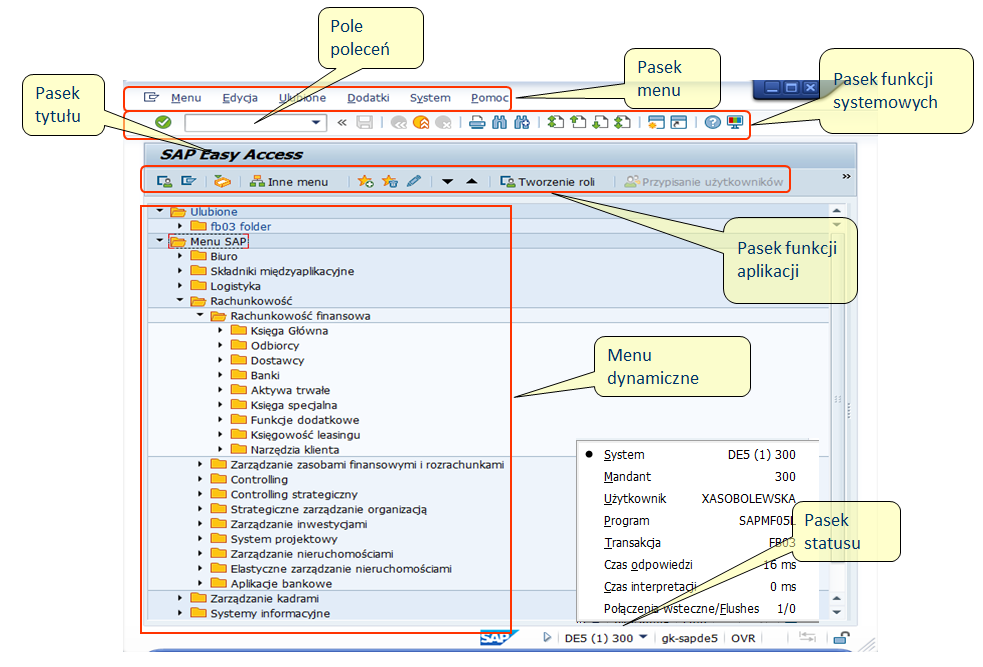 Pole
poleceń
Pasek
tytułu
Pasek
menu
Pasek funkcji
systemowych
Menu Edycja Ulubione Dodatki System Pomoc
SAP Easy Access
Inne menu Tworzenie roli Przypisanie użytkowników
Ulubione
fb03 folder
Menu SAP
Biuro
Składniki międzyaplikacyjne
Logistyka
Rachunkowość
Rachunkowość finansowa
Księga Główna
Odbiorcy
Dostawcy
Banki
Aktywa trwałe
Księga specjalna
Funkcje dodatkowe
Księgowość leasingu
Narzędzia klienta
Zarządzanie zasobami finansowymi i rozrachunkami
Controlling
Controlling strategiczny
Strategiczne zarządzanie organizacją
Zarządzanie inwestycjami
System projektowy
Zarządzanie nieruchomościami
Elastyczne zarządzanie nieruchomościami
Aplikacje bankowe
Zarządzanie kadrami
Systemy informacyjne
Pasek funkcji
aplikacji
Menu
dynamiczne
System DE5 (1) 300
Mandant 300
Użytkownik XASOBOLEWSKA
Program SAPMF05L
Transakcja FB03
Czas odpowiedzi 16 ms
Czas interpretacji 0 ms
Połączenia wsteczne/Flushes 1/0
Pasek
statusu
SAP DE5 (1) 300 gk-sapde5 OVR